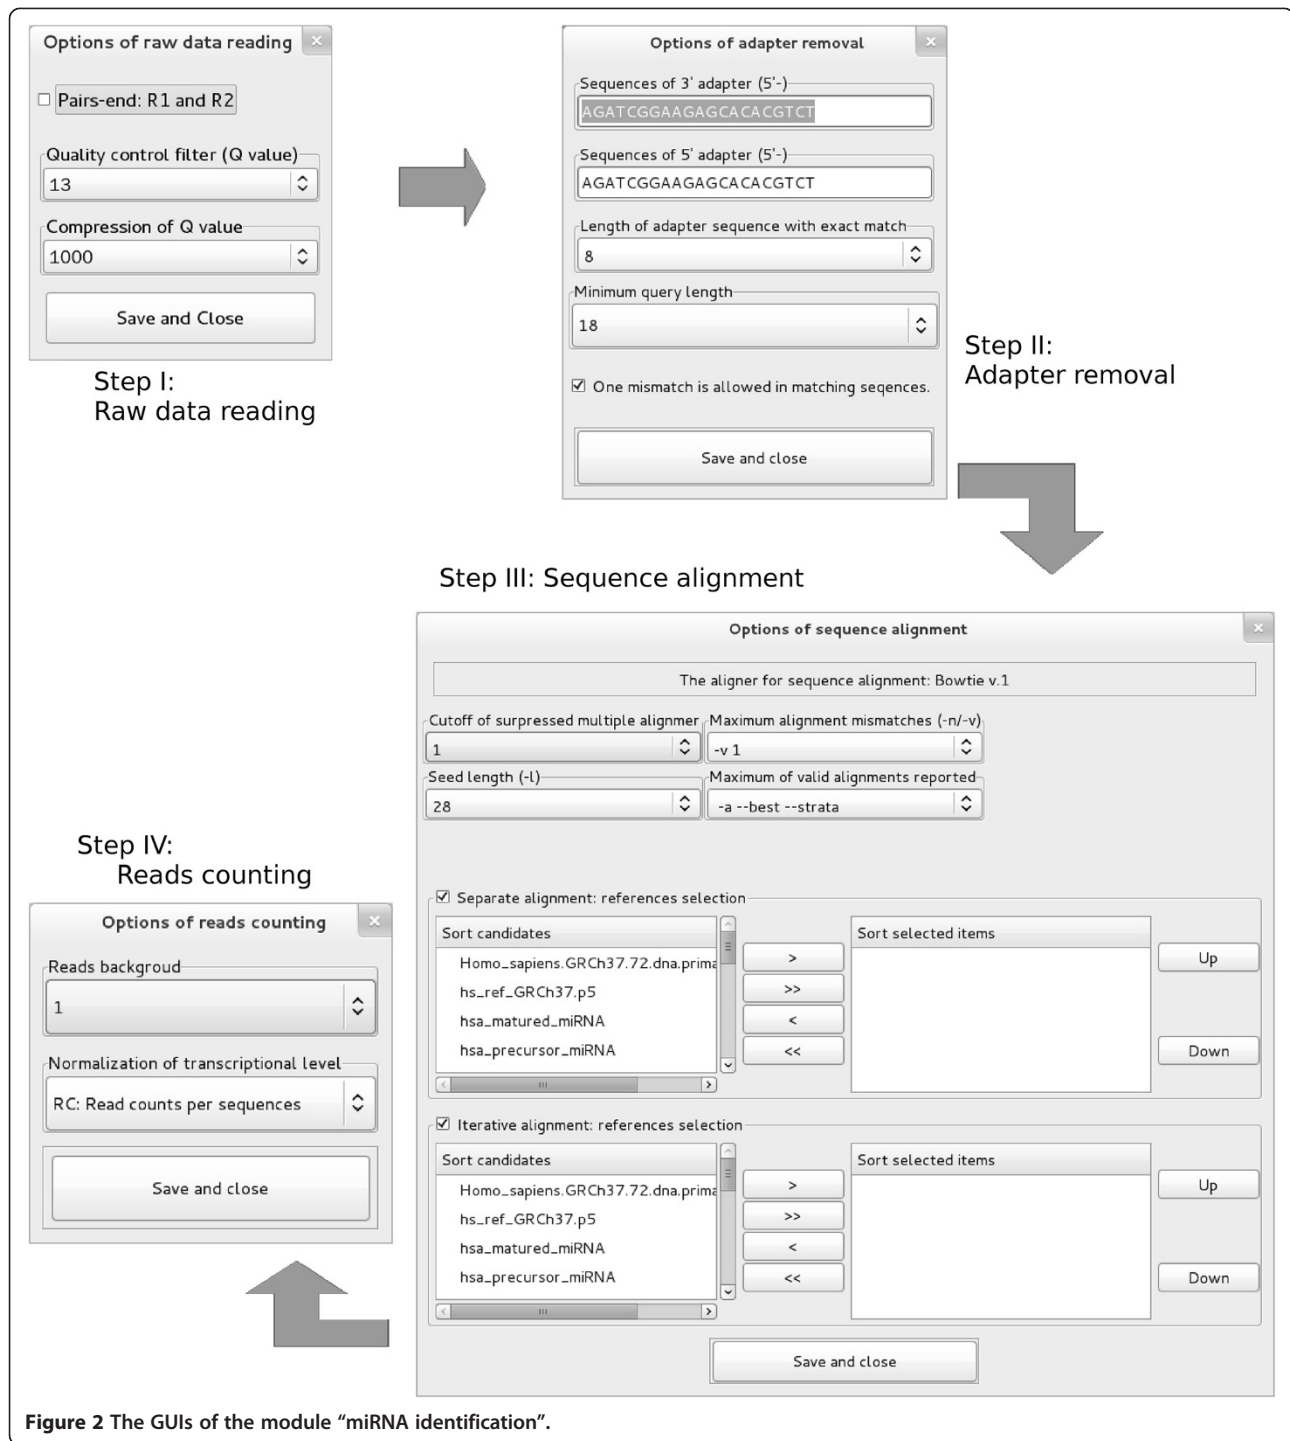 Options of raw data reading
Pairs-end: R1 and R2
Quality control filter (Q value)
13
Compression of Q value
1000
Save and Close
Step I:
Raw data reading
Options of adapter removal
Sequences of 3' adapter (5'-)
AGATCGGAAGAGCACACGTCT
Sequences of 5' adapter (5'-)
AGATCGGAAGAGCACACGTCT
Length of adapter sequence with exact match
8
Minimum query length
18
One mismatch is allowed in matching seqences.
Save and close
Step II:
Adapter removal
Step III: Sequence alignment
Options of sequence alignment
The aligner for sequence alignment: Bowtie v.1
Cutoff of surpressed multiple alignmer
1
Maximum alignment mismatches (-n/-v)
-v 1
Seed length (-l)
28
Maximum of valid alignments reported
-a --best --strata
Separate alignment: references selection
Sort candidates
Homo_sapiens.GRCh37.72.dna.prima
hs_ref_GRCh37.p5
hsa_matured_miRNA
hsa_precursor_miRNA
>
>>
<
<<
Sort selected items
Up
Down
Iterative alignment: references selection
Sort candidates
Homo_sapiens.GRCh37.72.dna.prima
hs_ref_GRCh37.p5
hsa_matured_miRNA
hsa_precursor_miRNA
>
>>
<
<<
Sort selected items
Up
Down
Save and close
Step IV:
Reads counting
Options of reads counting
Reads backgroud
1
Normalization of transcriptional level
RC: Read counts per sequences
Save and close
Figure 2 The GUIs of the module “miRNA identification”.